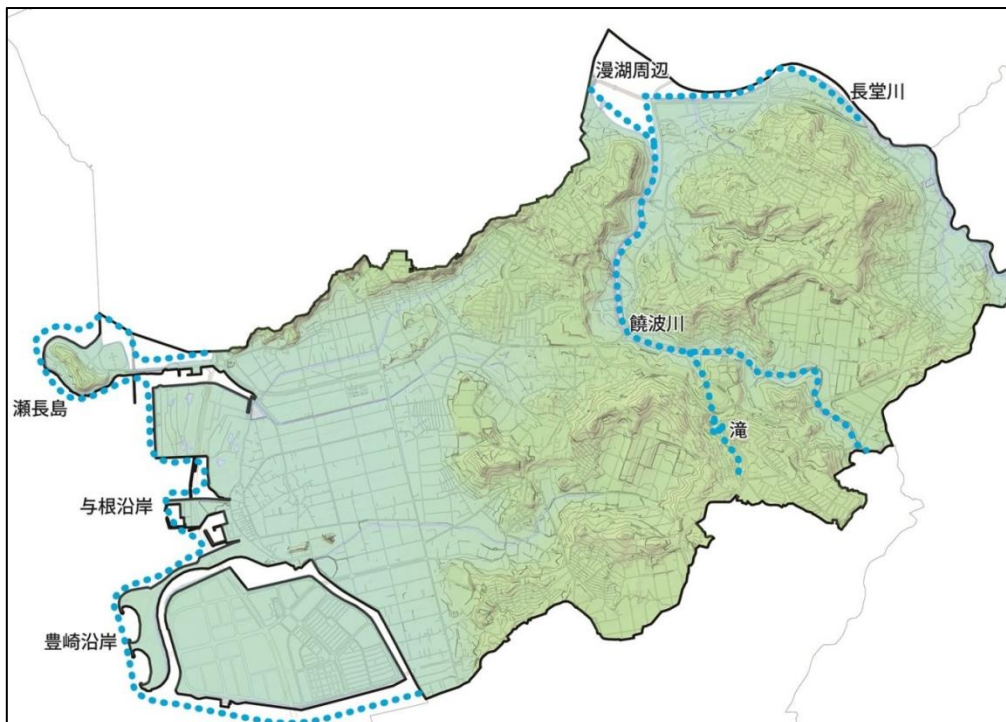 漫湖周辺
長堂川
饒波川
瀬長島
滝
与根沿岸
豊崎沿岸